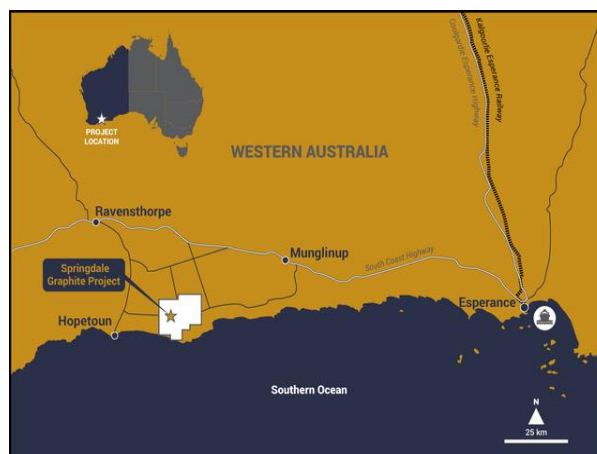 PROJECT
LOCATION
WESTERN AUSTRALIA
Coolgardie Esperance Highway
Kalgoorlie Esperance Railway
Ravensthorpe
Munglinup
South Coast Highway
Springdale
Graphite Project
Esperance
Hopetoun
Southern Ocean
N
25 km